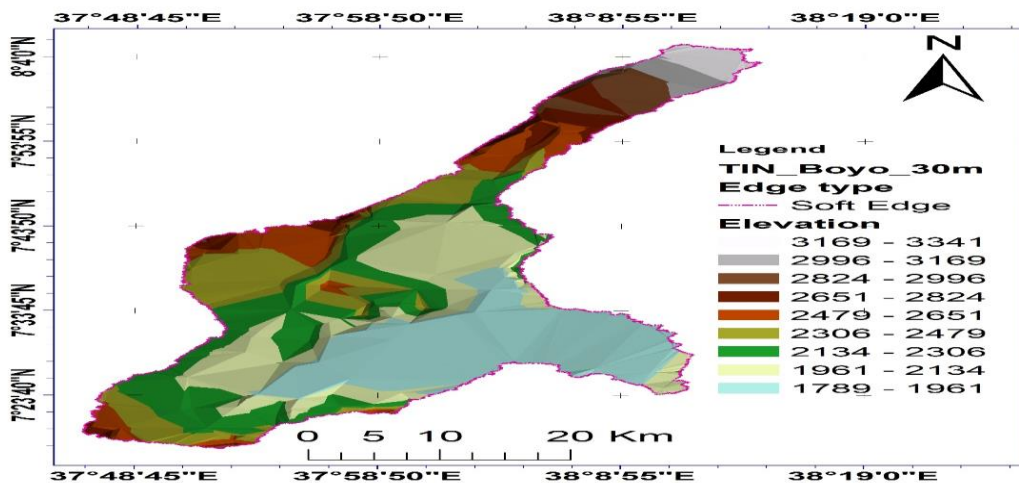 37°48'45"E 37°58'50"E 38°8'55"E 38°19'0"E
8°4'0"N
7°53'55"N
7°43'50"N
7°33'45"N
7°23'40"N
N
Legend
TIN_Boyo_30m
Edge type
Soft Edge
Elevation
3169 - 3341
2996 - 3169
2824 - 2996
2651 - 2824
2479 - 2651
2306 - 2479
2134 - 2306
1961 - 2134
1789 - 1961
0 5 10 20 Km
37°48'45"E 37°58'50"E 38°8'55"E 38°19'0"E